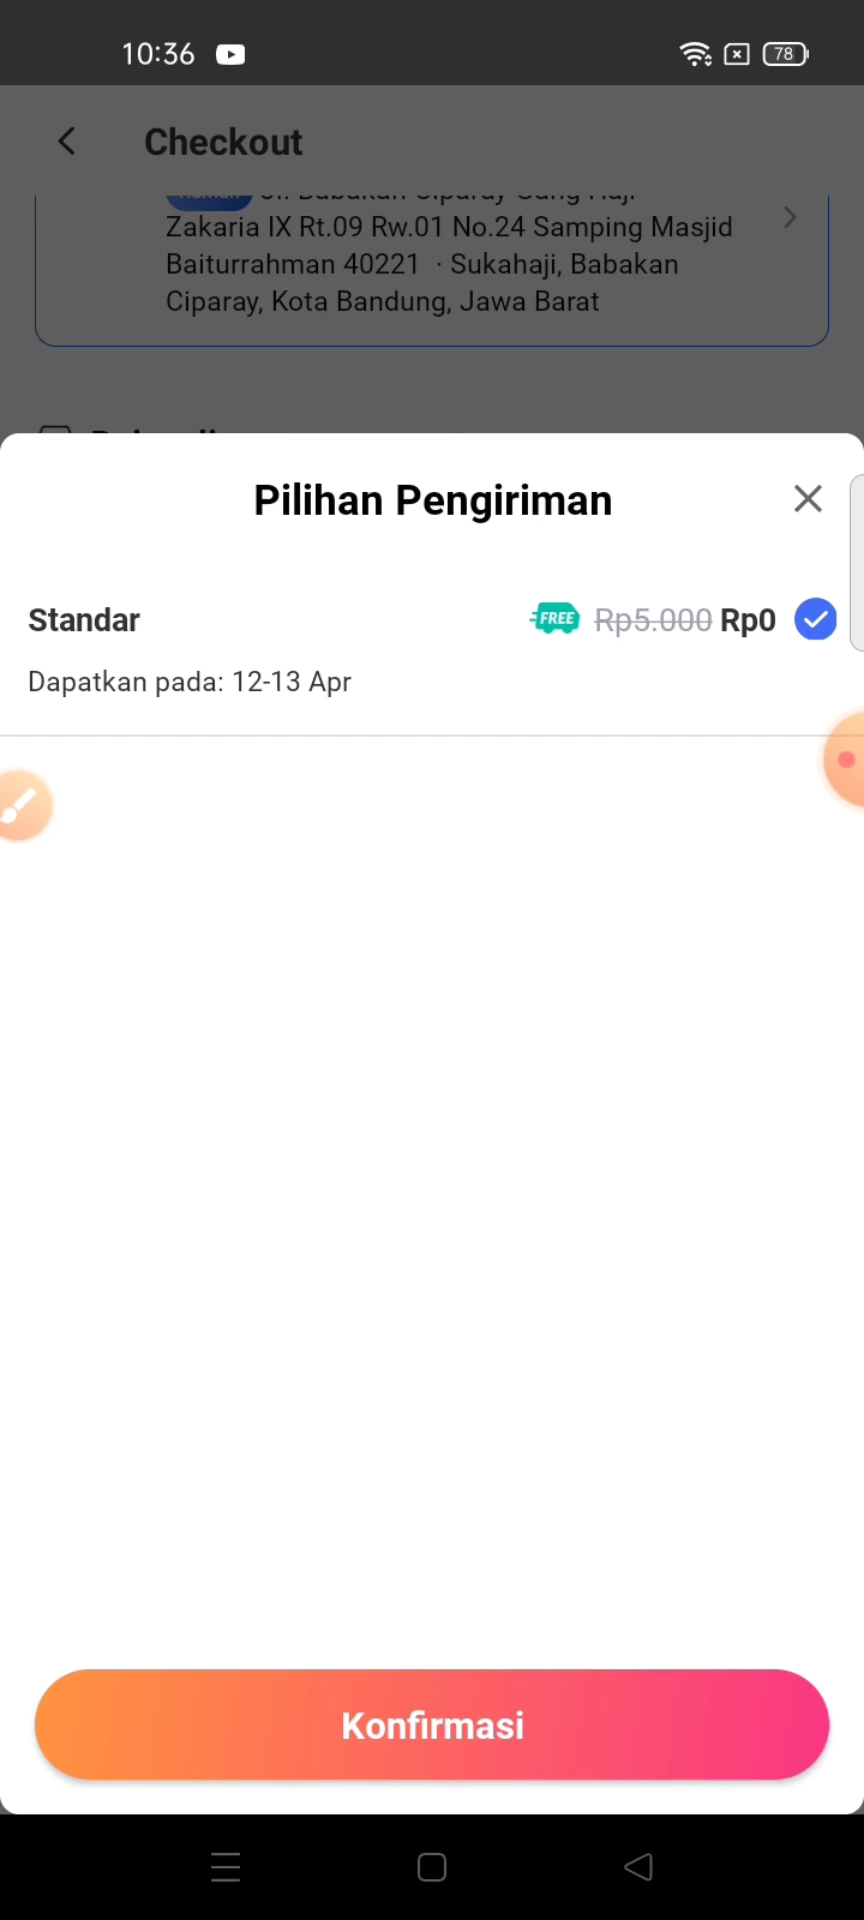 10:36
78
Checkout
Zakaria IX Rt.09 Rw.01 No.24 Samping Masjid
Baiturrahman 40221 · Sukahaji, Babakan
Ciparay, Kota Bandung, Jawa Barat
Pilihan Pengiriman
Standar FREE Rp5.000 Rp0
Dapatkan pada: 12-13 Apr
Konfirmasi